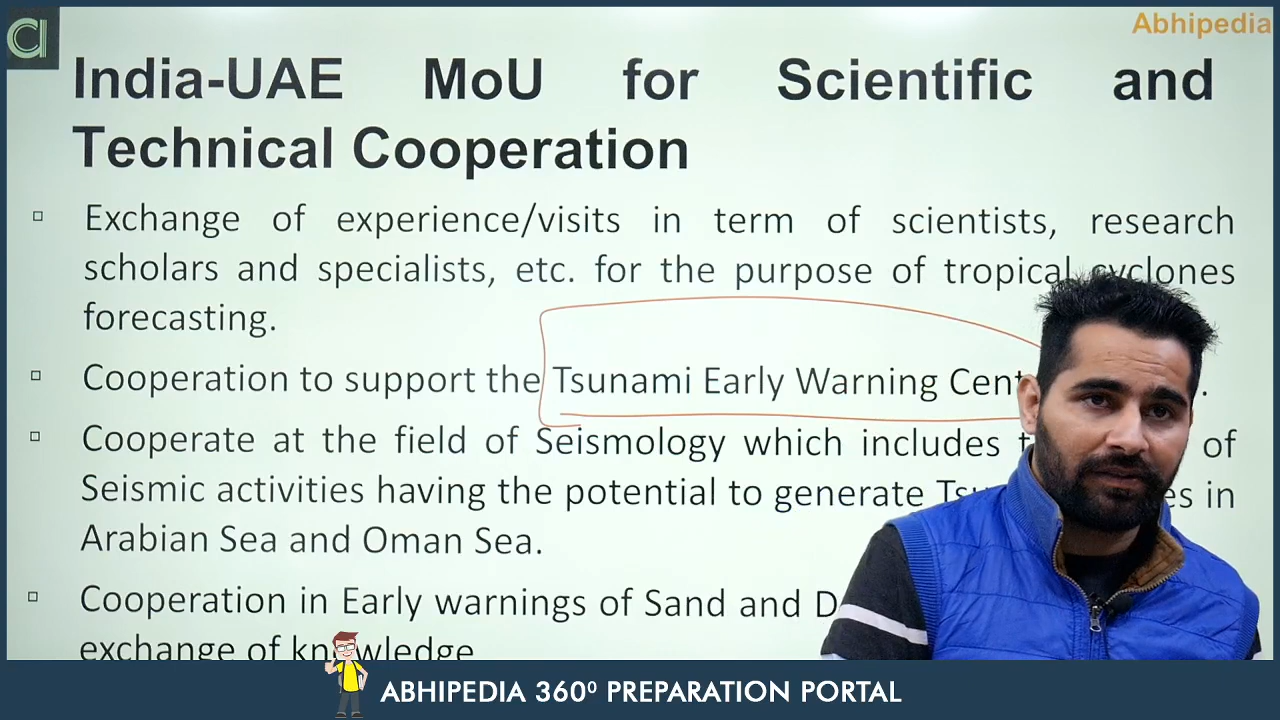 Abhipedia
India-UAE MoU for Scientific and
Technical Cooperation
▫ Exchange of experience/visits in term of scientists, research
scholars and specialists, etc. for the purpose of tropical cyclones
forecasting.
▫ Cooperation to support the Tsunami Early Warning .
▫ Cooperate at the field of Seismology which includes of
Seismic activities having the potential to generate in
Arabian Sea and Oman Sea.
▫ Cooperation in Early warnings of Sand and
exchange of knowledge
ABHIPEDIA 360⁰ PREPARATION PORTAL